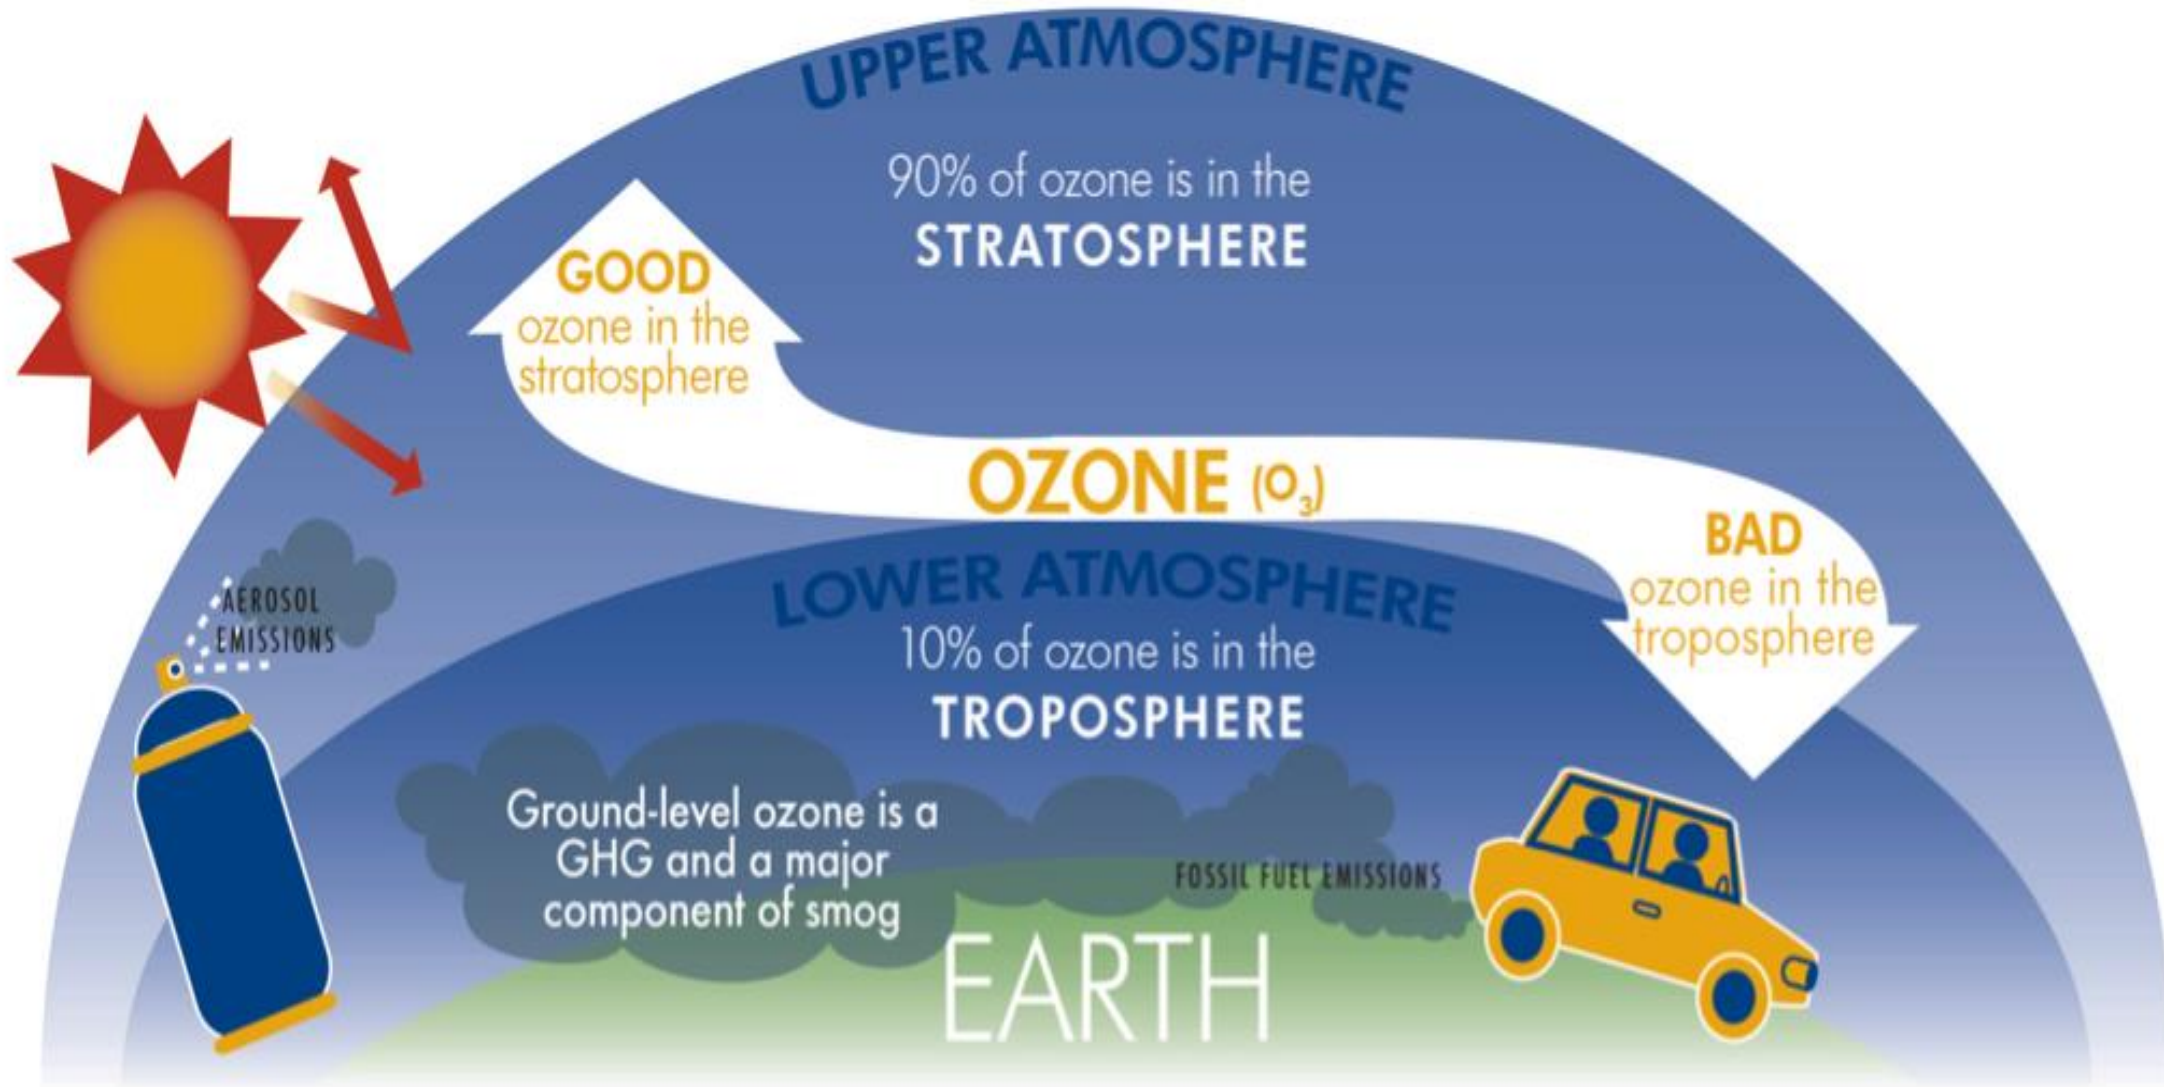 UPPER ATMOSPHERE
90% of ozone is in the
STRATOSPHERE
GOOD
ozone in the
stratosphere
OZONE (O₃)
BAD
ozone in the
troposphere
LOWER ATMOSPHERE
10% of ozone is in the
TROPOSPHERE
AEROSOL
EMISSIONS
Ground-level ozone is a
GHG and a major
component of smog
FOSSIL FUEL EMISSIONS
EARTH